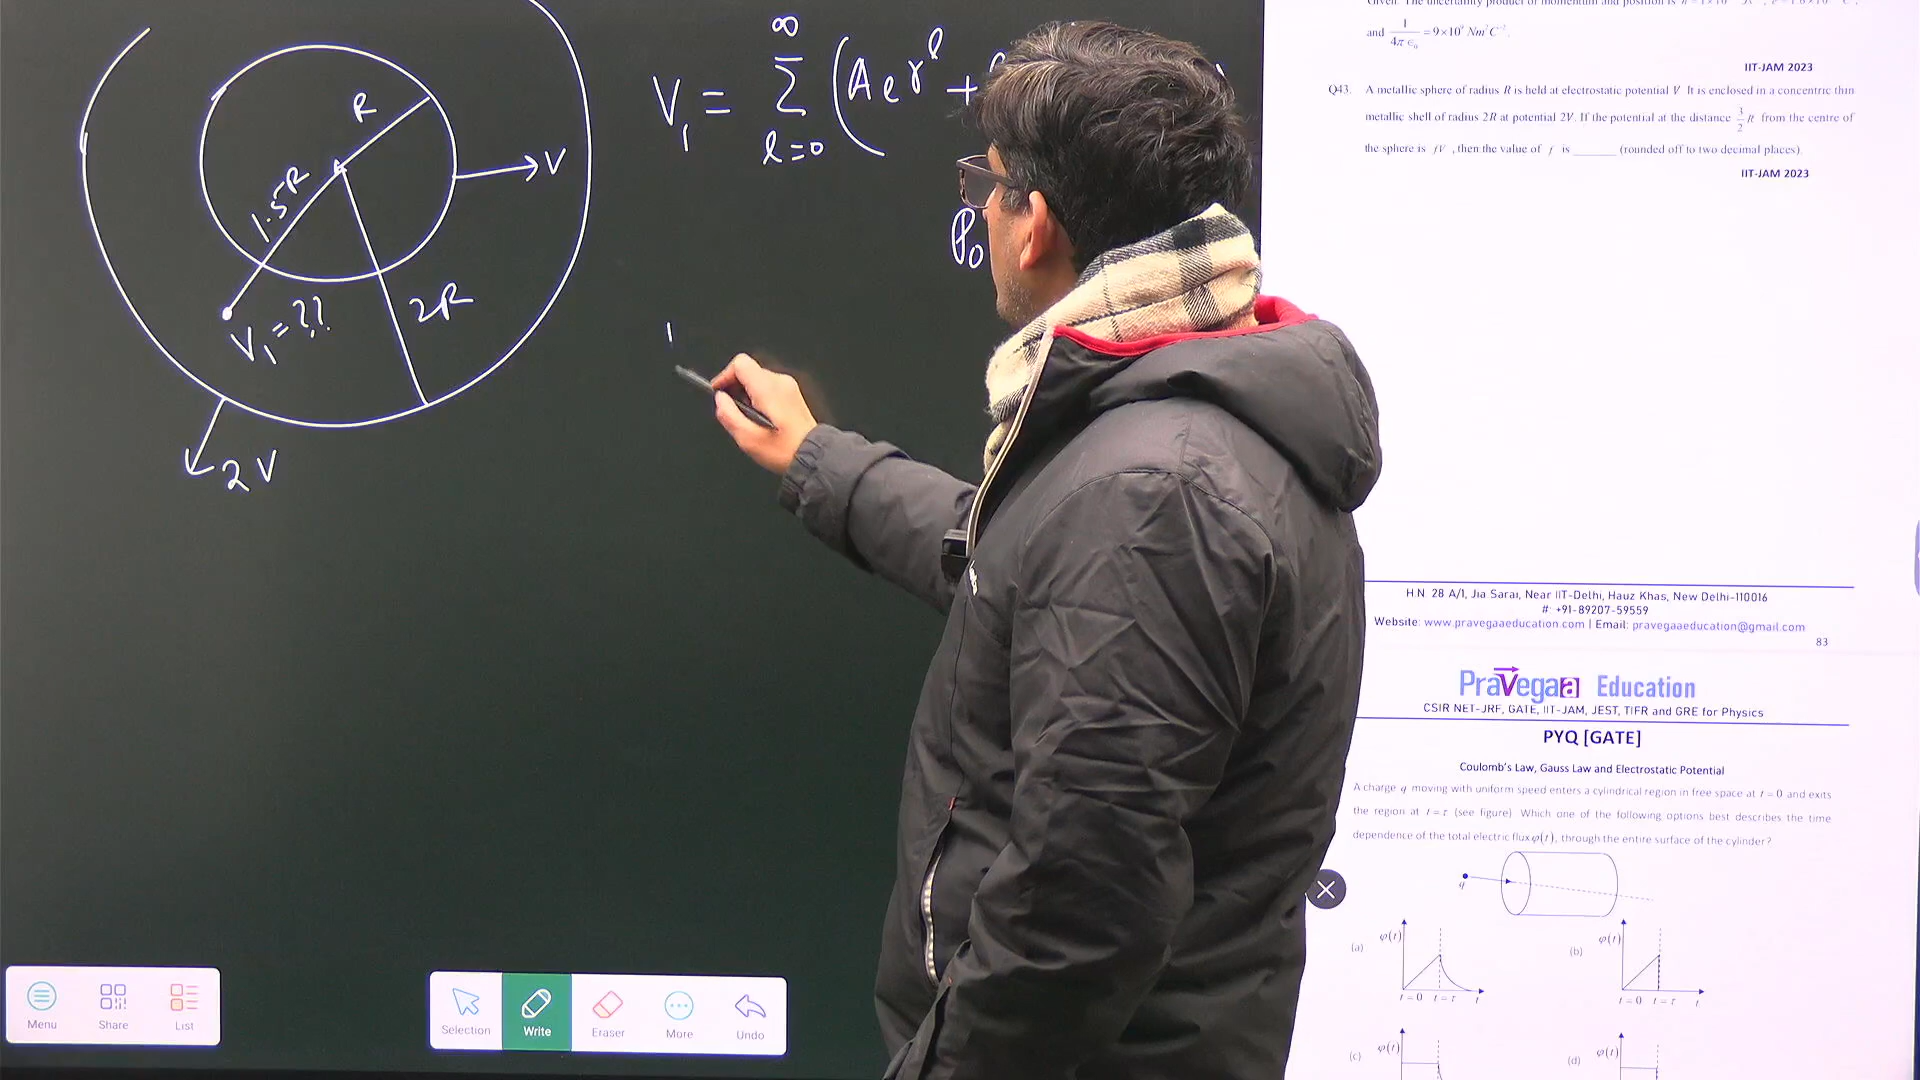 R
1.5R
V
2R
V₁ = ??
2V
∞
V₁ = Σ (Aₑ rˡ +
l=0
P₀
and 1/4π∈₀ = 9×10⁹ Nm²C⁻².
IIT-JAM 2023
Q43. A metallic sphere of radius R is held at electrostatic potential V It is enclosed in a concentric thin
metallic shell of radius 2R at potential 2V. If the potential at the distance 3/2 R from the centre of
the sphere is fV , then the value of f is ______ (rounded off to two decimal places).
IIT-JAM 2023
H.N. 28 A/1, Jia Sarai, Near IIT-Delhi, Hauz Khas, New Delhi-110016
#: +91-89207-59559
Website: www.pravegaaeducation.com | Email: pravegaaeducation@gmail.com
83
PraVegaa Education
CSIR NET-JRF, GATE, IIT-JAM, JEST, TIFR and GRE for Physics
PYQ [GATE]
Coulomb's Law, Gauss Law and Electrostatic Potential
A charge q moving with uniform speed enters a cylindrical region in free space at t = 0 and exits
the region at t = τ (see figure) Which one of the following options best describes the time
dependence of the total electric flux φ(t), through the entire surface of the cylinder?
q
(a) φ(t) t = 0 t = τ t
(b) φ(t) t = 0 t = τ t
(c) φ(t)
(d) φ(t)
Menu Share List
Selection Write Eraser More Undo